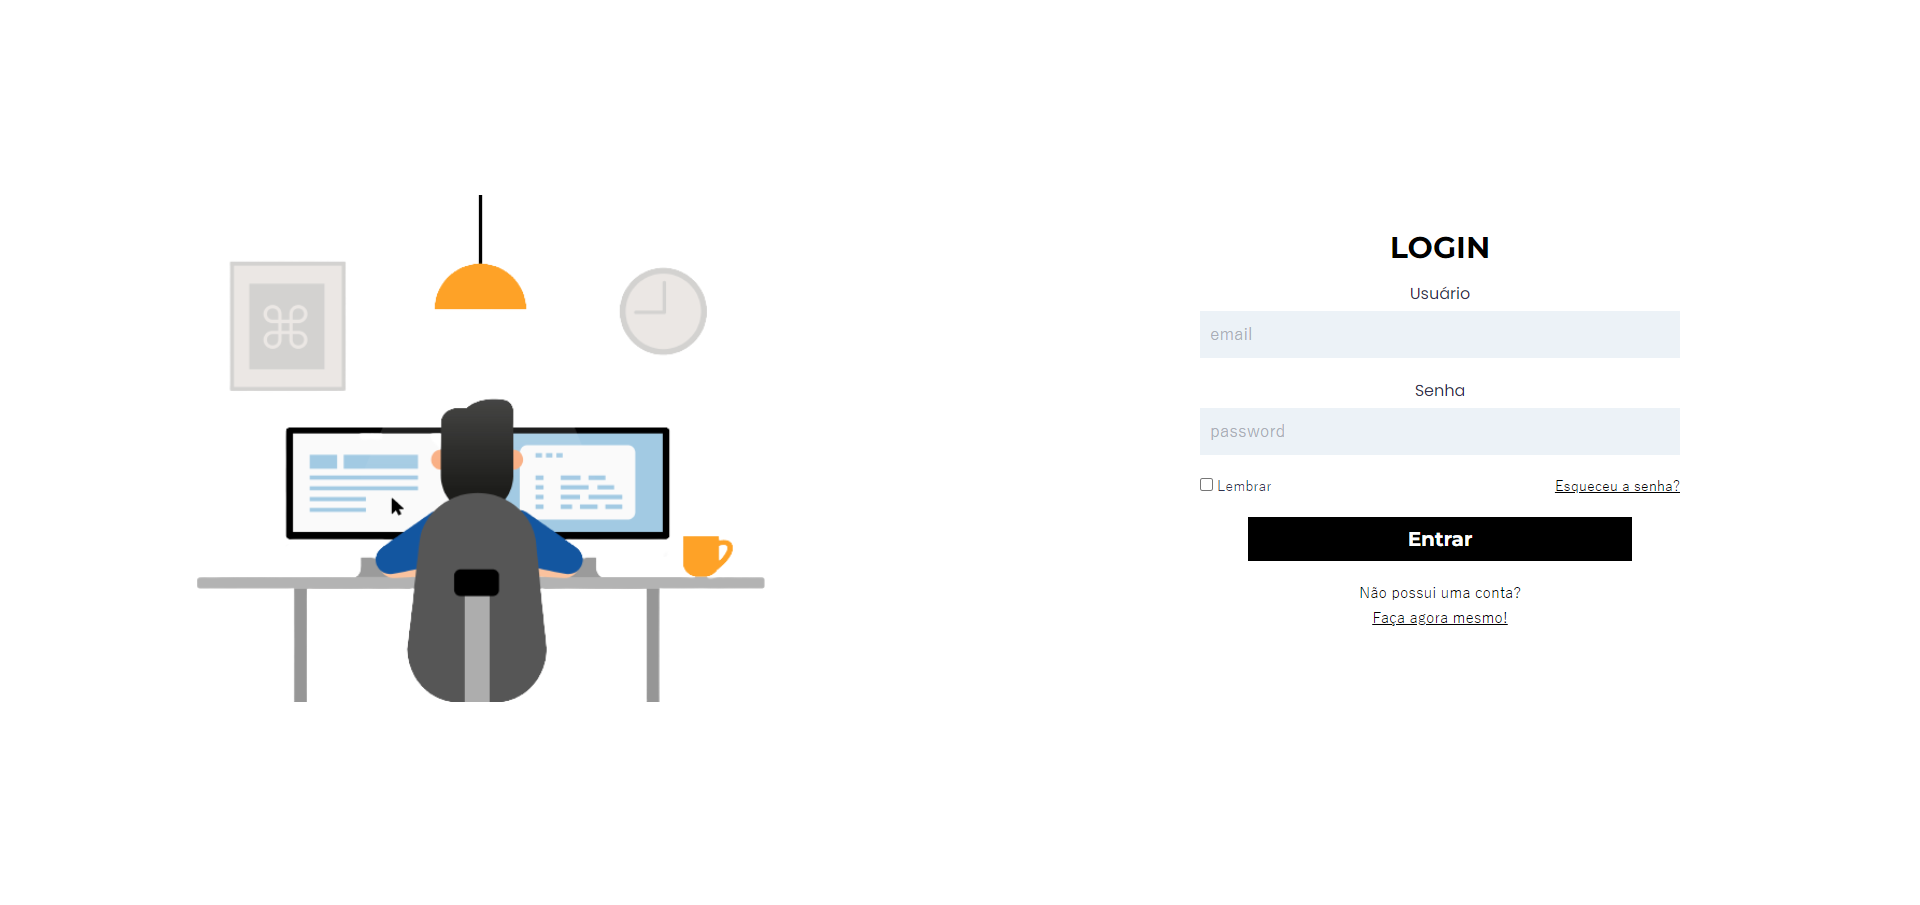 LOGIN
Usuário
email
Senha
password
Lembrar
Esqueceu a senha?
Entrar
Não possui uma conta?
Faça agora mesmo!